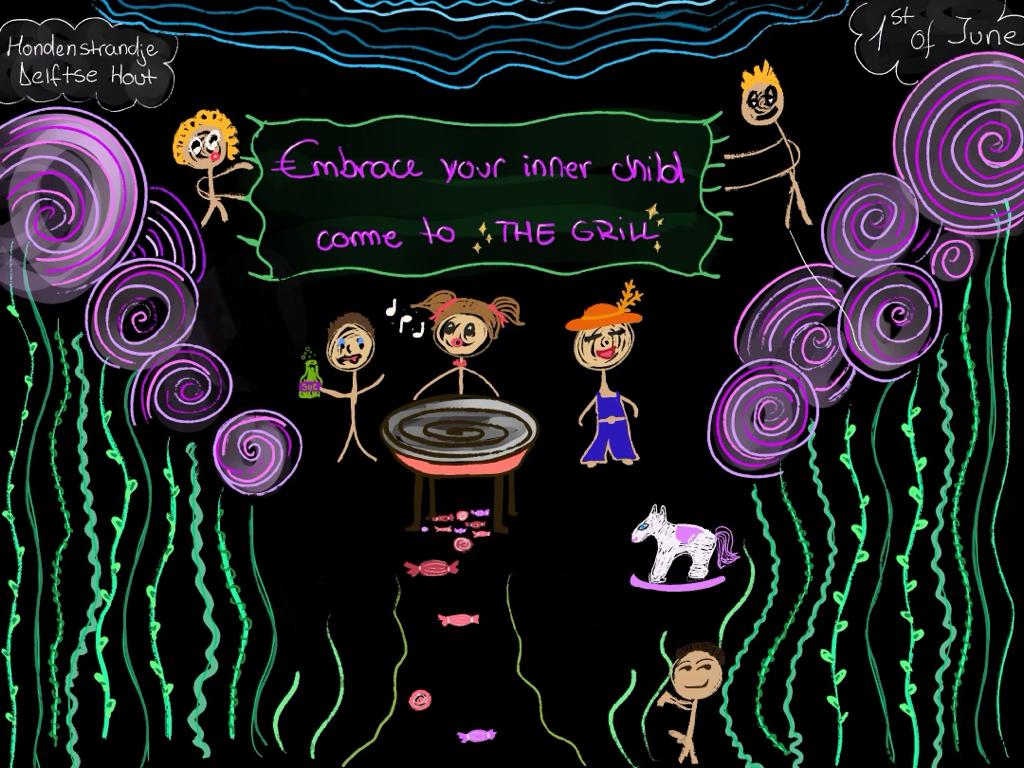 Hondenstrandje
Delftse Hout
1st
of June
Embrace your inner child
come to THE GRILL